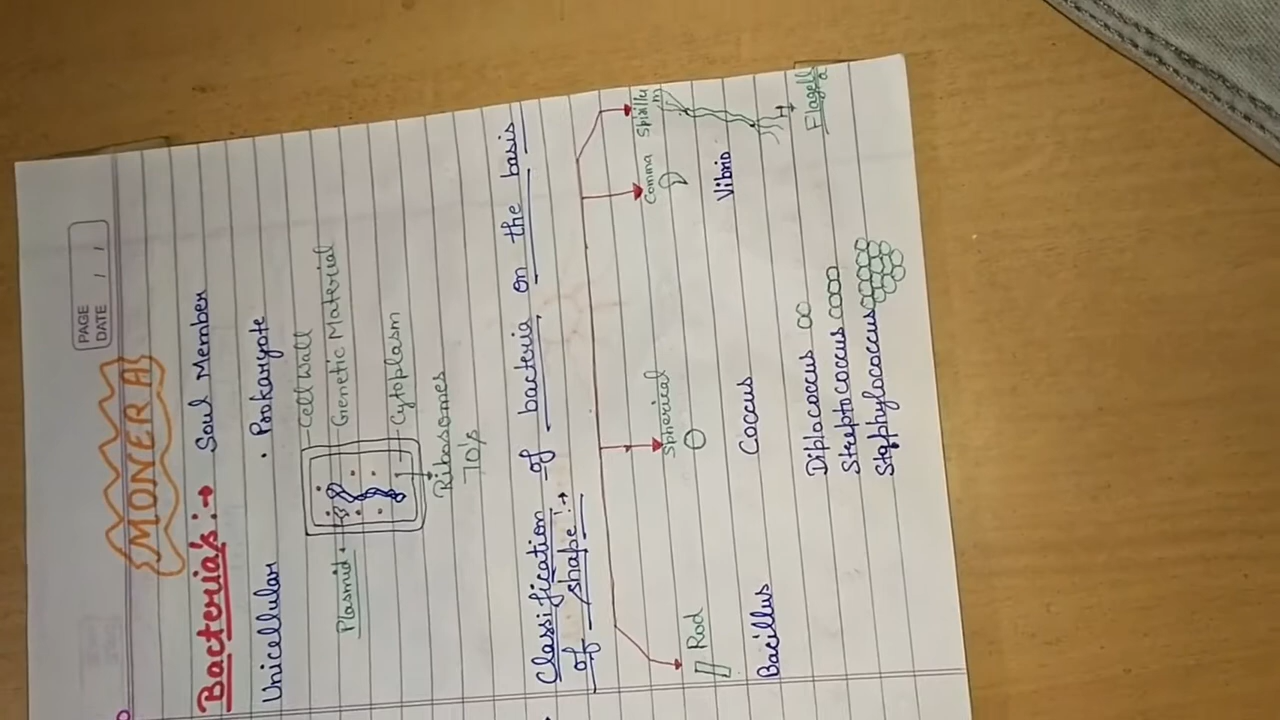 PAGE
DATE / /
MONERA
Bacteria's :→ Soul Member
Unicellular . Prokaryote
Cell Wall
Plasmid. Genetic Material
Cytoplasm
Ribosomes
70's
Classification of bacteria on the basis
of shape :→
Rod Spherical Comma Spirillum
Bacillus Coccus Vibrio
Flagella
Diplococcus
Streptococcus
Staphylococcus